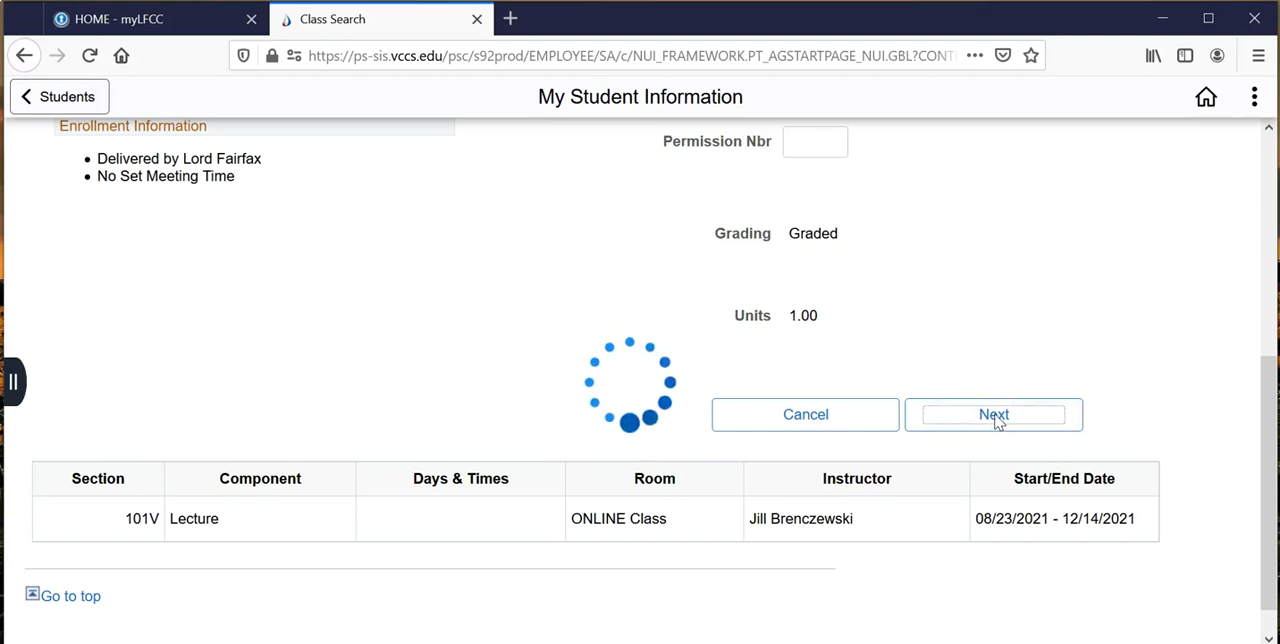 HOME - myLFCC
Class Search
https://ps-sis.vccs.edu/psc/s92prod/EMPLOYEE/SA/c/NUI_FRAMEWORK.PT_AGSTARTPAGE_NUI.GBL?CONT
Students
My Student Information
Enrollment Information
Permission Nbr
• Delivered by Lord Fairfax
• No Set Meeting Time
Grading Graded
Units 1.00
Cancel Next
Section Component Days & Times Room Instructor Start/End Date
101V Lecture ONLINE Class Jill Brenczewski 08/23/2021 - 12/14/2021
Go to top